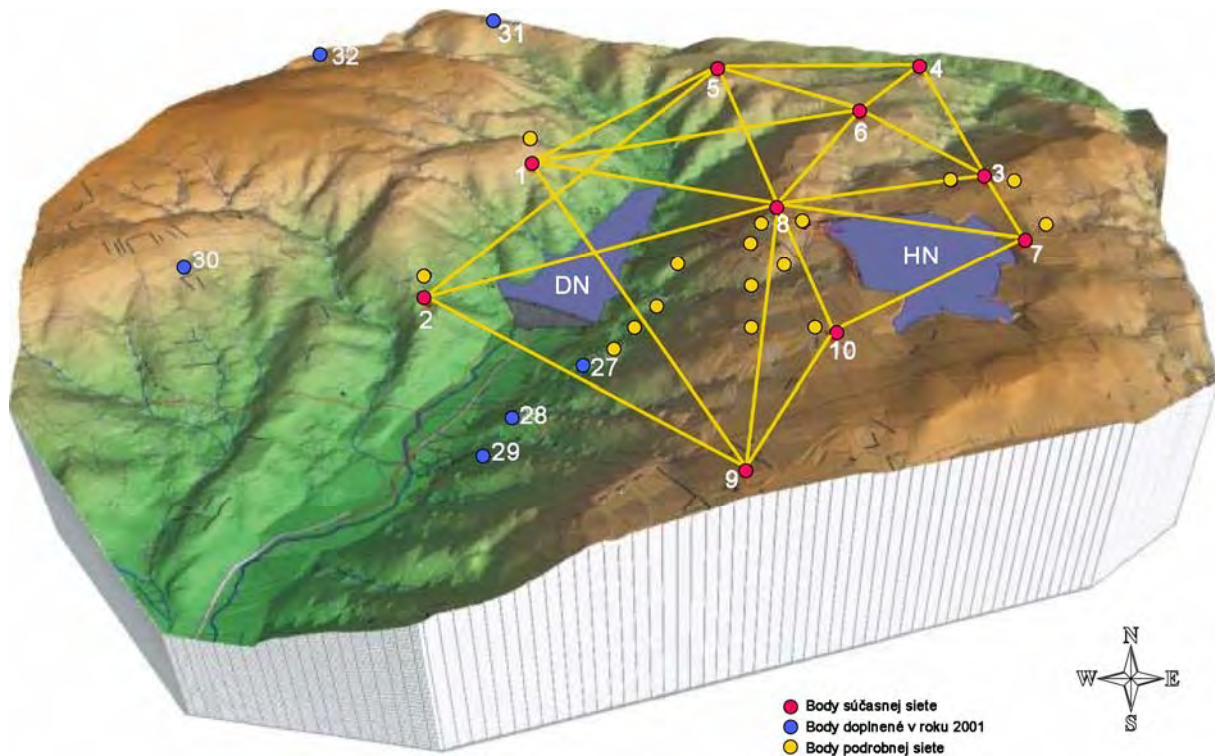 31
32
5
4
6
1
3
8
7
30
DN
HN
2
10
27
28
29
9
N
W E
S
Body súčasnej siete
Body doplnené v roku 2001
Body podrobnej siete